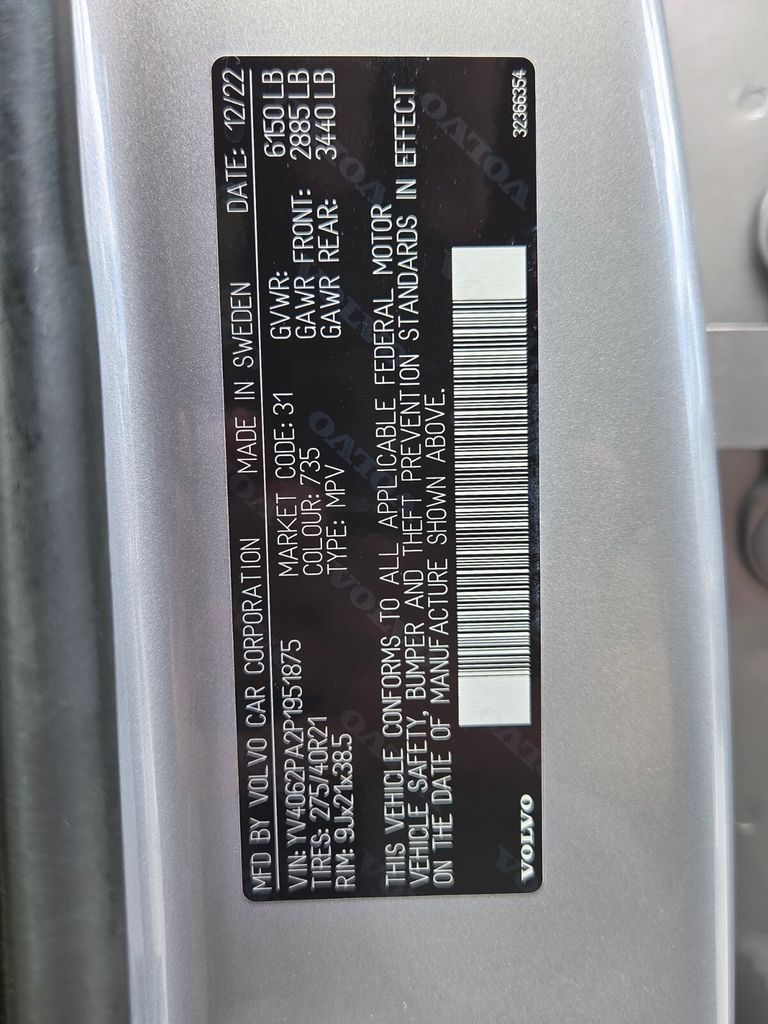 MFD BY VOLVO CAR CORPORATION MADE IN SWEDEN DATE: 12/22
VIN: YV4062PA2P1951875 MARKET CODE: 31 GVWR: 6150 LB
TIRES: 275/40R21 COLOUR: 735 GAWR FRONT: 2885 LB
RIM: 9Jx21x38.5 TYPE: MPV GAWR REAR: 3440 LB
THIS VEHICLE CONFORMS TO ALL APPLICABLE FEDERAL MOTOR
VEHICLE SAFETY, BUMPER AND THEFT PREVENTION STANDARDS IN EFFECT
ON THE DATE OF MANUFACTURE SHOWN ABOVE.
VOLVO 32366354